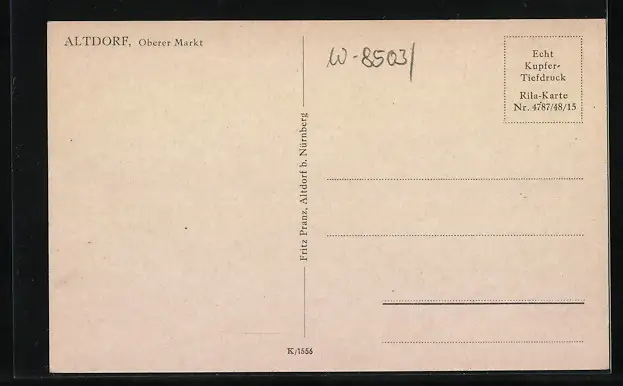 ALTDORF, Oberer Markt
W-8503/
Echt
Kupfer-
Tiefdruck
Rila-Karte
Nr. 4787/48/15
Fritz Pranz, Altdorf b. Nürnberg
K/1556